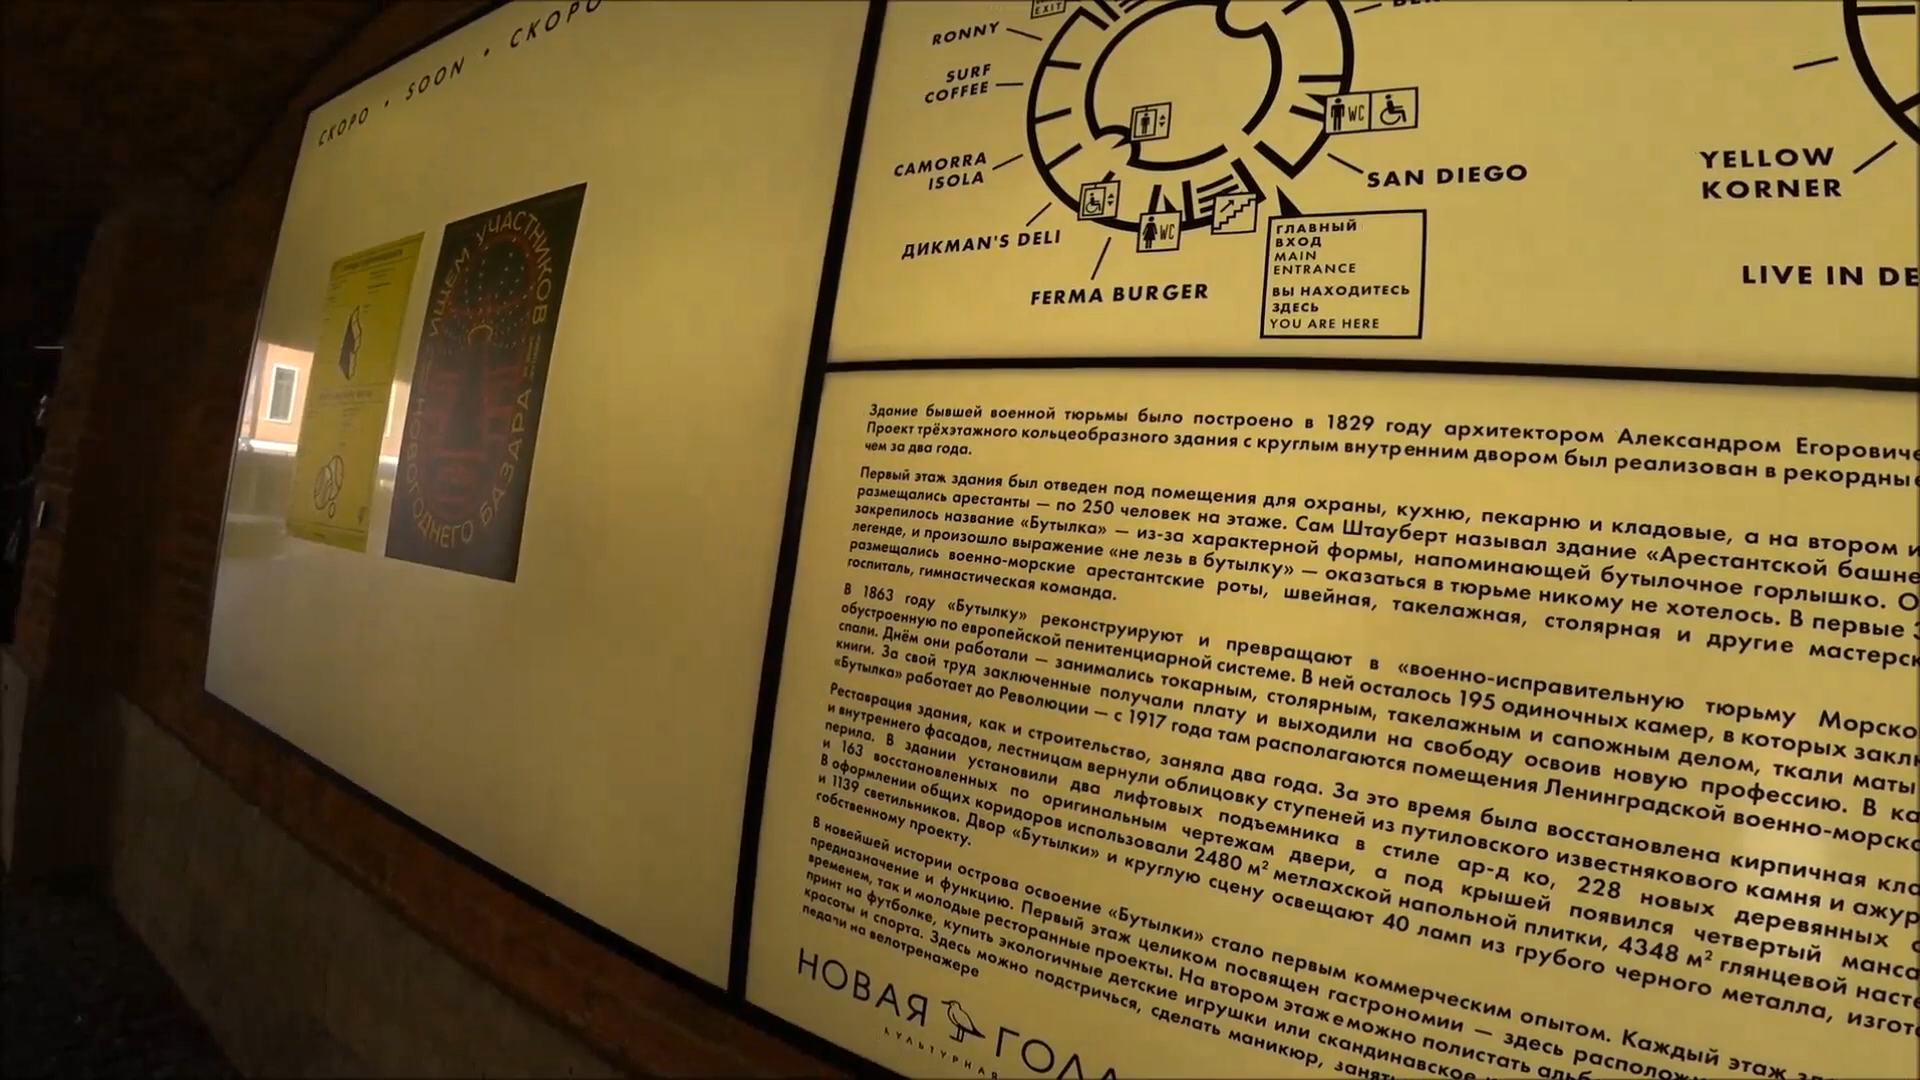 СКОРО • SOON • СКОРО
ИЩЕМ УЧАСТНИКОВ
НОВОГОДНЕГО БАЗАРА
EXIT
RONNY
SURF
COFFEE
CAMORRA
ISOLA
ДИКМАН'S DELI
WC
FERMA BURGER
WC
SAN DIEGO
ГЛАВНЫЙ
ВХОД
MAIN
ENTRANCE
ВЫ НАХОДИТЕСЬ
ЗДЕСЬ
YOU ARE HERE
YELLOW
KORNER
LIVE IN DE
Здание бывшей военной тюрьмы было построено в 1829 году архитектором Александром Егорович
Проект трёхэтажного кольцеобразного здания с круглым внутренним двором был реализован в рекордны
чем за два года.
Первый этаж здания был отведен под помещения для охраны, кухню, пекарню и кладовые, а на втором и
размещались арестанты — по 250 человек на этаже. Сам Штауберт называл здание «Арестантской башне
закрепилось название «Бутылка» — из-за характерной формы, напоминающей бутылочное горлышко. О
легенде, и произошло выражение «не лезь в бутылку» — оказаться в тюрьме никому не хотелось. В первые
размещались военно-морские арестантские роты, швейная, такелажная, столярная и другие мастерск
госпиталь, гимнастическая команда.
В 1863 году «Бутылку» реконструируют и превращают в «военно-исправительную тюрьму Морско
обустроенную по европейской пенитенциарной системе. В ней осталось 195 одиночных камер, в которых закл
спали. Днём они работали — занимались токарным, столярным, такелажным и сапожным делом, ткали маты
книги. За свой труд заключенные получали плату и выходили на свободу освоив новую профессию. В ка
«Бутылка» работает до Революции — с 1917 года там располагаются помещения Ленинградской военно-морско
Реставрация здания, как и строительство, заняла два года. За это время была восстановлена кирпичная кла
и внутреннего фасадов, лестницам вернули облицовку ступеней из путиловского известнякового камня и ажур
перила. В здании установили два лифтовых подъемника в стиле ар-д ко, 228 новых деревянных
и 163 восстановленных по оригинальным чертежам двери, а под крышей появился четвертый манса
В оформлении общих коридоров использовали 2480 м² метлахской напольной плитки, 4348 м² глянцевой насте
и 1139 светильников. Двор «Бутылки» и круглую сцену освещают 40 ламп из грубого черного металла, изгот
собственному проекту.
В новейшей истории острова освоение «Бутылки» стало первым коммерческим опытом. Каждый этаж
предназначение и функцию. Первый этаж целиком посвящен гастрономии — здесь располож
временем, так и молодые ресторанные проекты. На втором этаже можно полистать альб
принт на футболке, купить экологичные детские игрушки или скандинавское
красоты и спорта. Здесь можно подстричься, сделать маникюр, занять
педали на велотренажере
НОВАЯ ГОЛЛА
КУЛЬТУРНАЯ